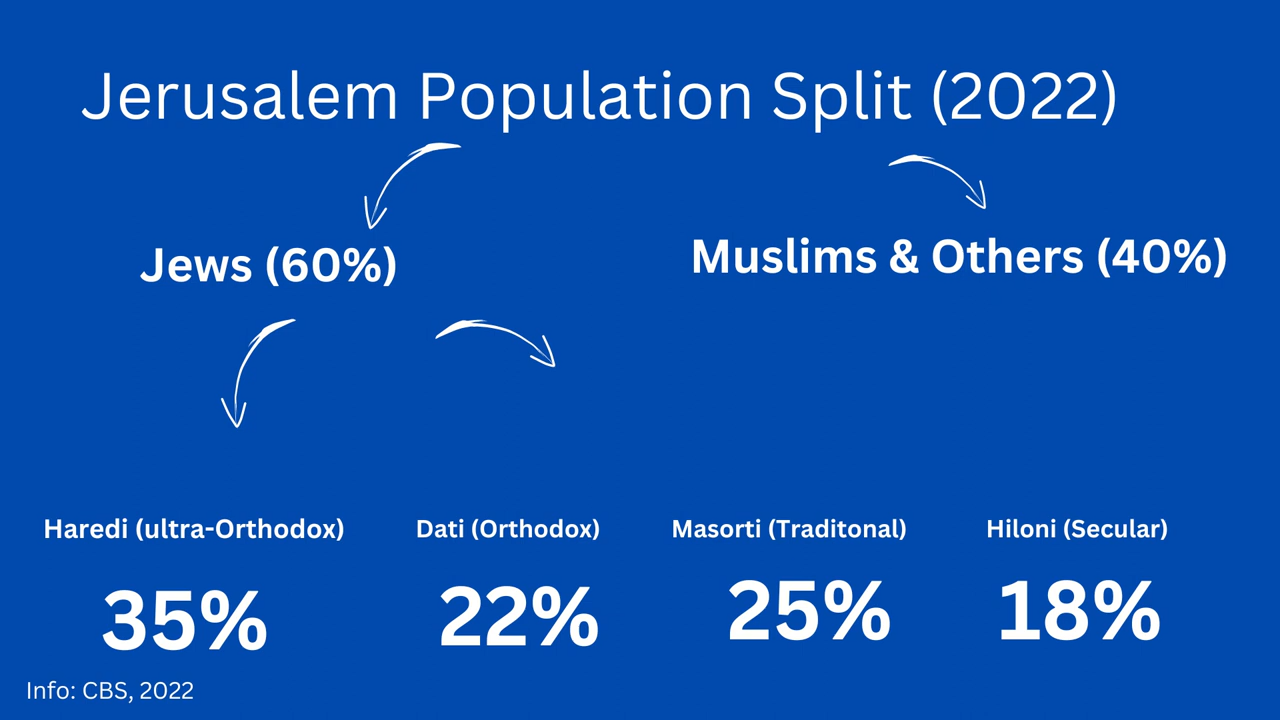 Jerusalem Population Split (2022)
Jews (60%)
Muslims & Others (40%)
Haredi (ultra-Orthodox)
Dati (Orthodox)
Masorti (Traditonal)
Hiloni (Secular)
35%
22%
25%
18%
Info: CBS, 2022